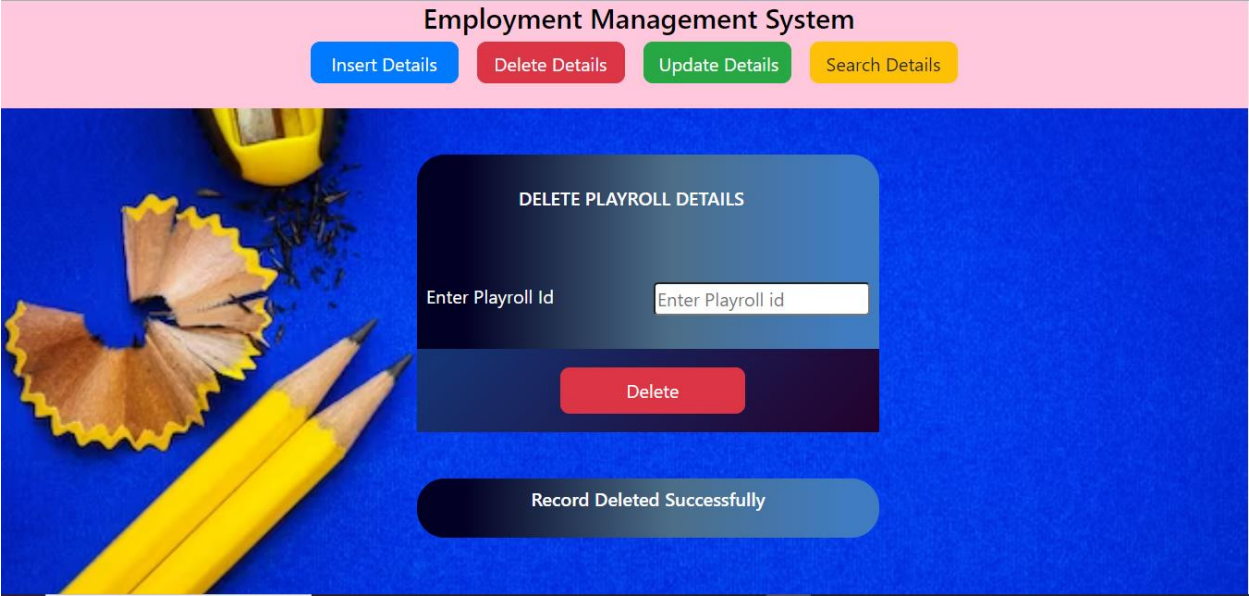 Employment Management System
Insert Details Delete Details Update Details Search Details
DELETE PLAYROLL DETAILS
Enter Playroll Id Enter Playroll id
Delete
Record Deleted Successfully